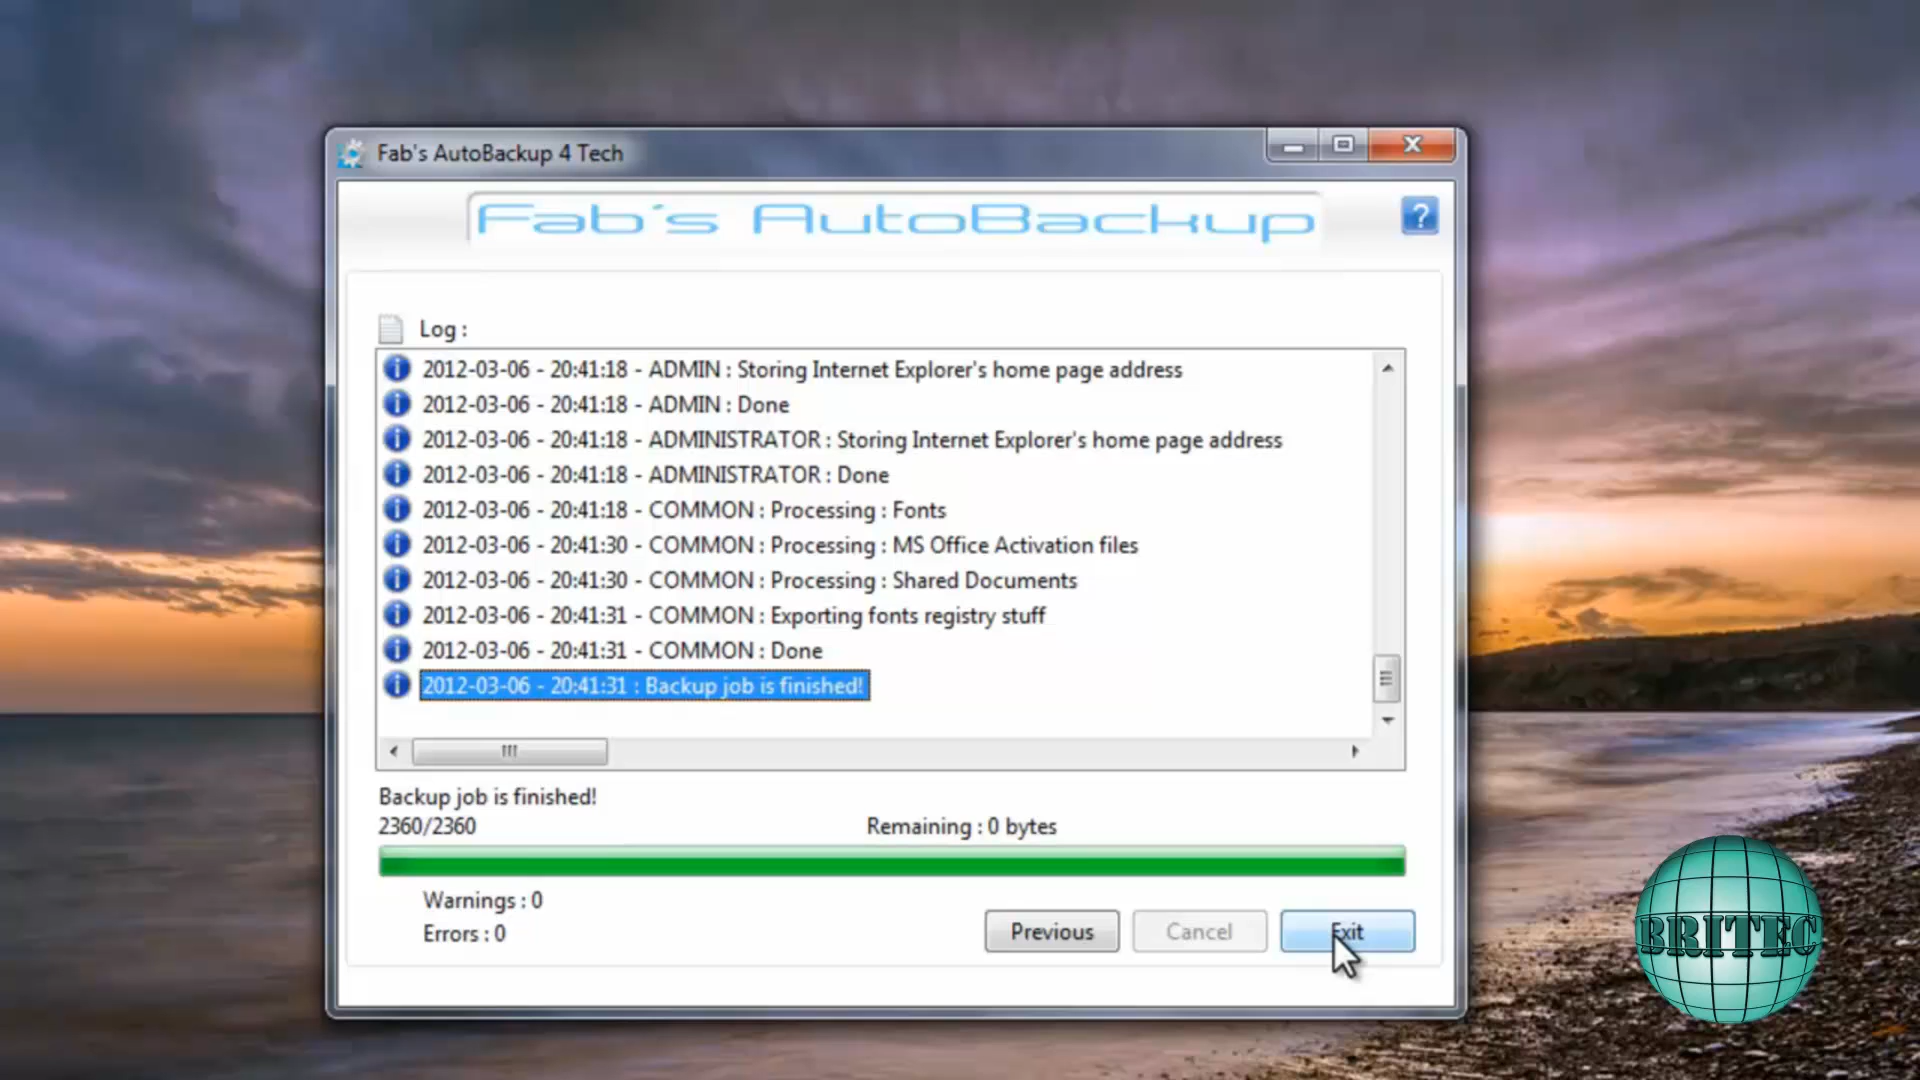 Fab's AutoBackup 4 Tech
Fab's AutoBackup
?
Log :
2012-03-06 - 20:41:18 - ADMIN : Storing Internet Explorer's home page address
2012-03-06 - 20:41:18 - ADMIN : Done
2012-03-06 - 20:41:18 - ADMINISTRATOR : Storing Internet Explorer's home page address
2012-03-06 - 20:41:18 - ADMINISTRATOR : Done
2012-03-06 - 20:41:18 - COMMON : Processing : Fonts
2012-03-06 - 20:41:30 - COMMON : Processing : MS Office Activation files
2012-03-06 - 20:41:30 - COMMON : Processing : Shared Documents
2012-03-06 - 20:41:31 - COMMON : Exporting fonts registry stuff
2012-03-06 - 20:41:31 - COMMON : Done
2012-03-06 - 20:41:31 : Backup job is finished!
Backup job is finished!
2360/2360 Remaining : 0 bytes
Warnings : 0
Errors : 0
Previous Cancel Exit
BRITEC